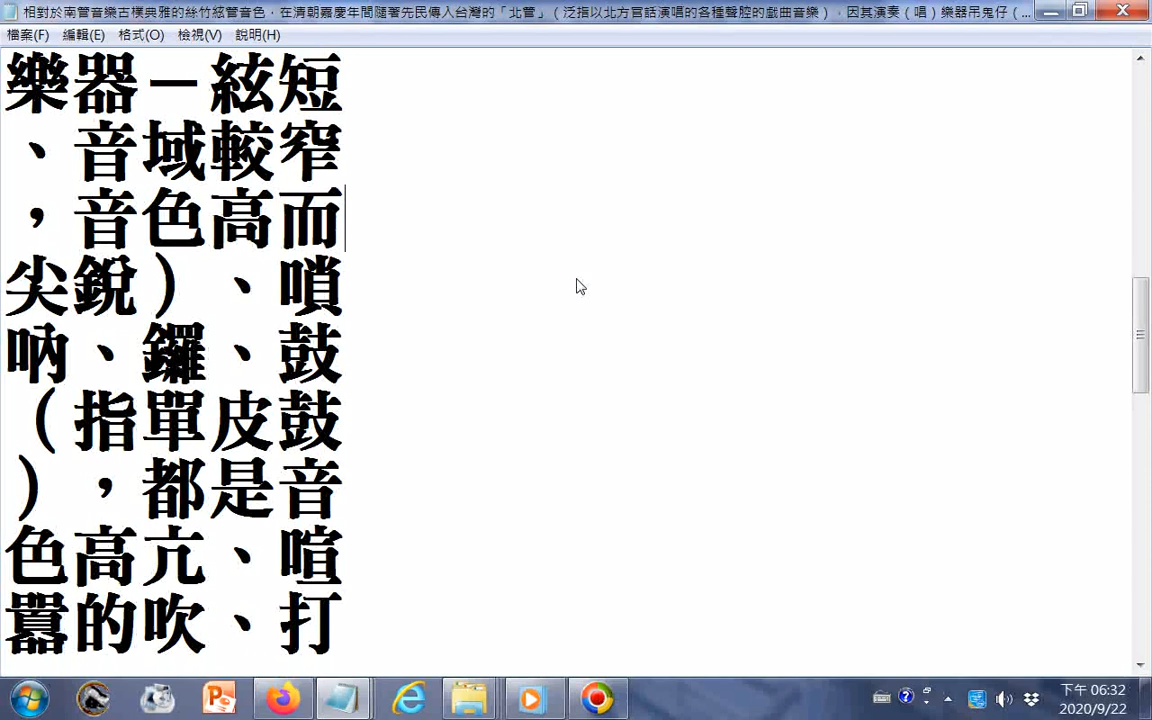 相對於南管音樂古樸典雅的絲竹絃管音色，在清朝嘉慶年間隨著先民傳入台灣的「北管」（泛指以北方官話演唱的各種聲腔的戲曲音樂），因其演奏（唱）樂器吊鬼仔（...
檔案(F) 編輯(E) 格式(O) 檢視(V) 說明(H)
樂器－絃短
、音域較窄
，音色高而
尖銳）、嗩
吶、鑼、鼓
（指單皮鼓
），都是音
色高亢、喧
囂的吹、打
下午 06:32
2020/9/22